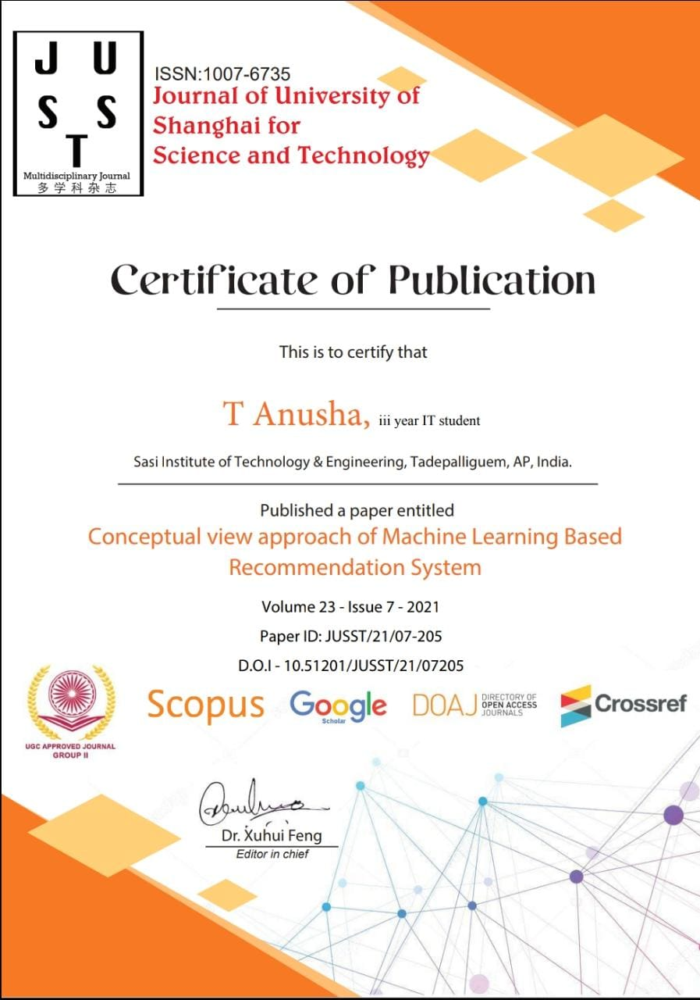 J U
S S
T
Multidisciplinary Journal
多学科杂志
ISSN:1007-6735
Journal of University of
Shanghai for
Science and Technology
Certificate of Publication
This is to certify that
T Anusha, iii year IT student
Sasi Institute of Technology & Engineering, Tadepalliguem, AP, India.
Published a paper entitled
Conceptual view approach of Machine Learning Based
Recommendation System
Volume 23 - Issue 7 - 2021
Paper ID: JUSST/21/07-205
D.O.I - 10.51201/JUSST/21/07205
UGC APPROVED JOURNAL
GROUP II
Scopus
Google
Scholar
DOAJ
DIRECTORY OF
OPEN ACCESS
JOURNALS
Crossref
Dr. Xuhui Feng
Editor in chief